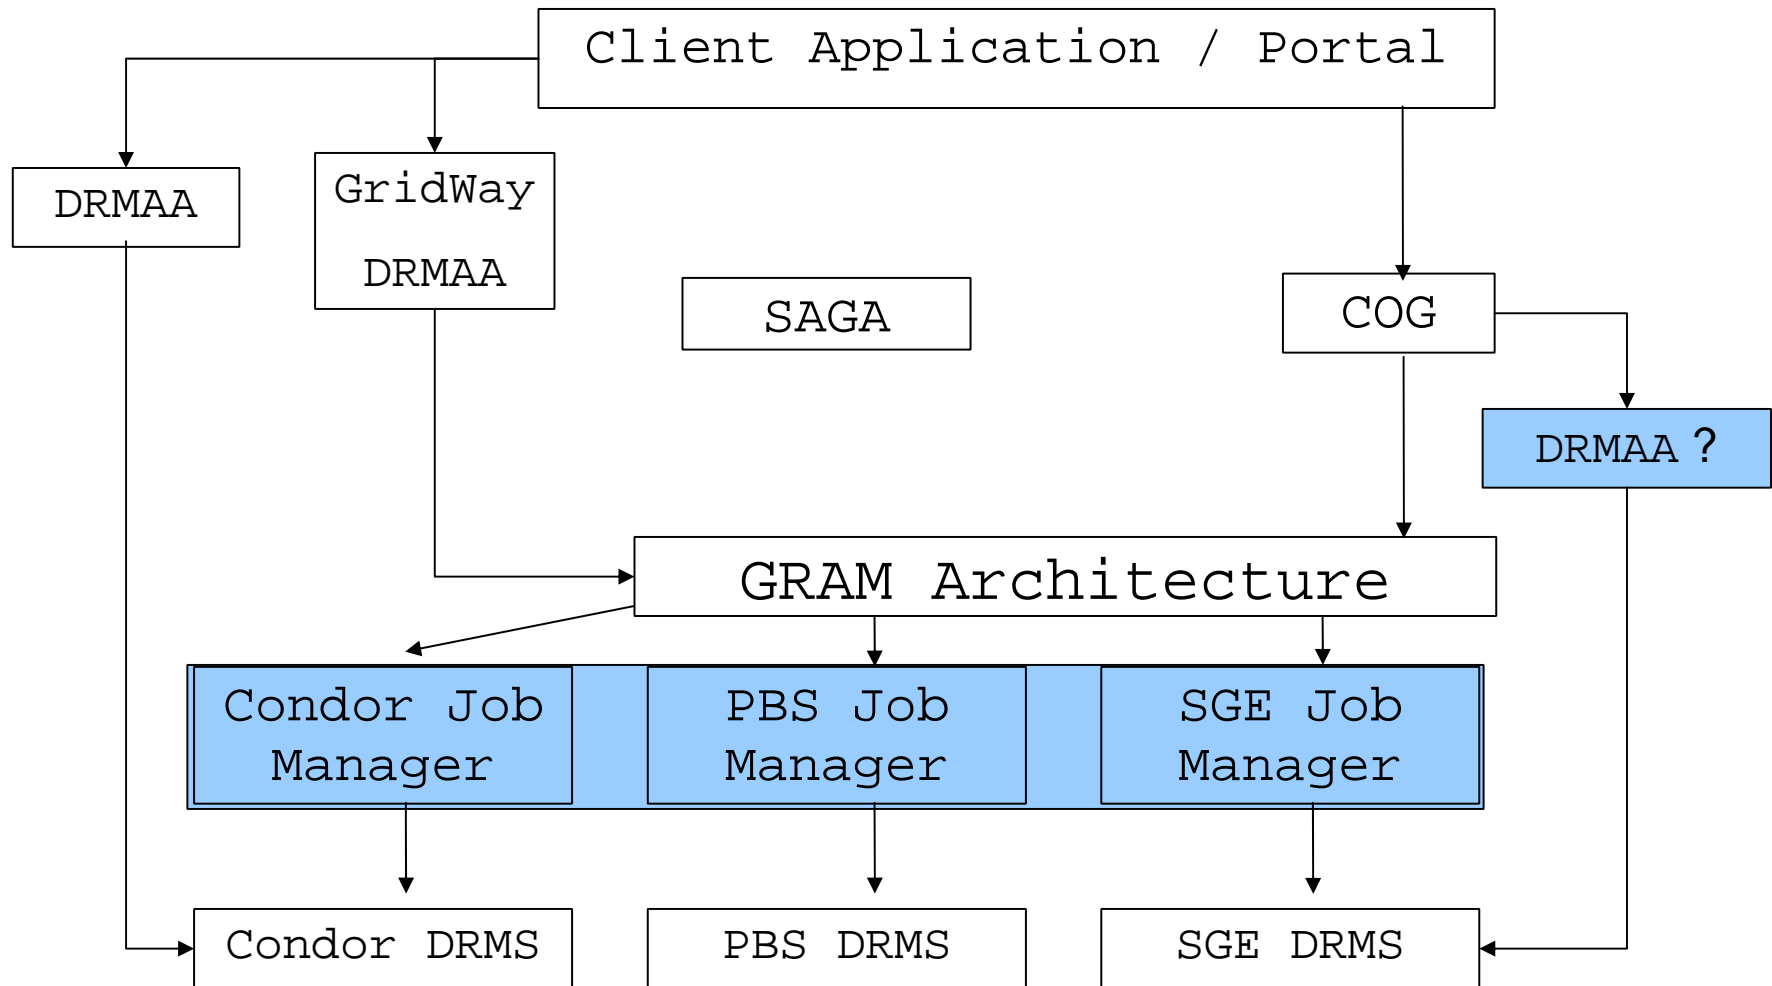 Client Application / Portal
DRMAA
GridWay
DRMAA
SAGA
COG
DRMAA ?
GRAM Architecture
Condor Job
Manager
PBS Job
Manager
SGE Job
Manager
Condor DRMS
PBS DRMS
SGE DRMS